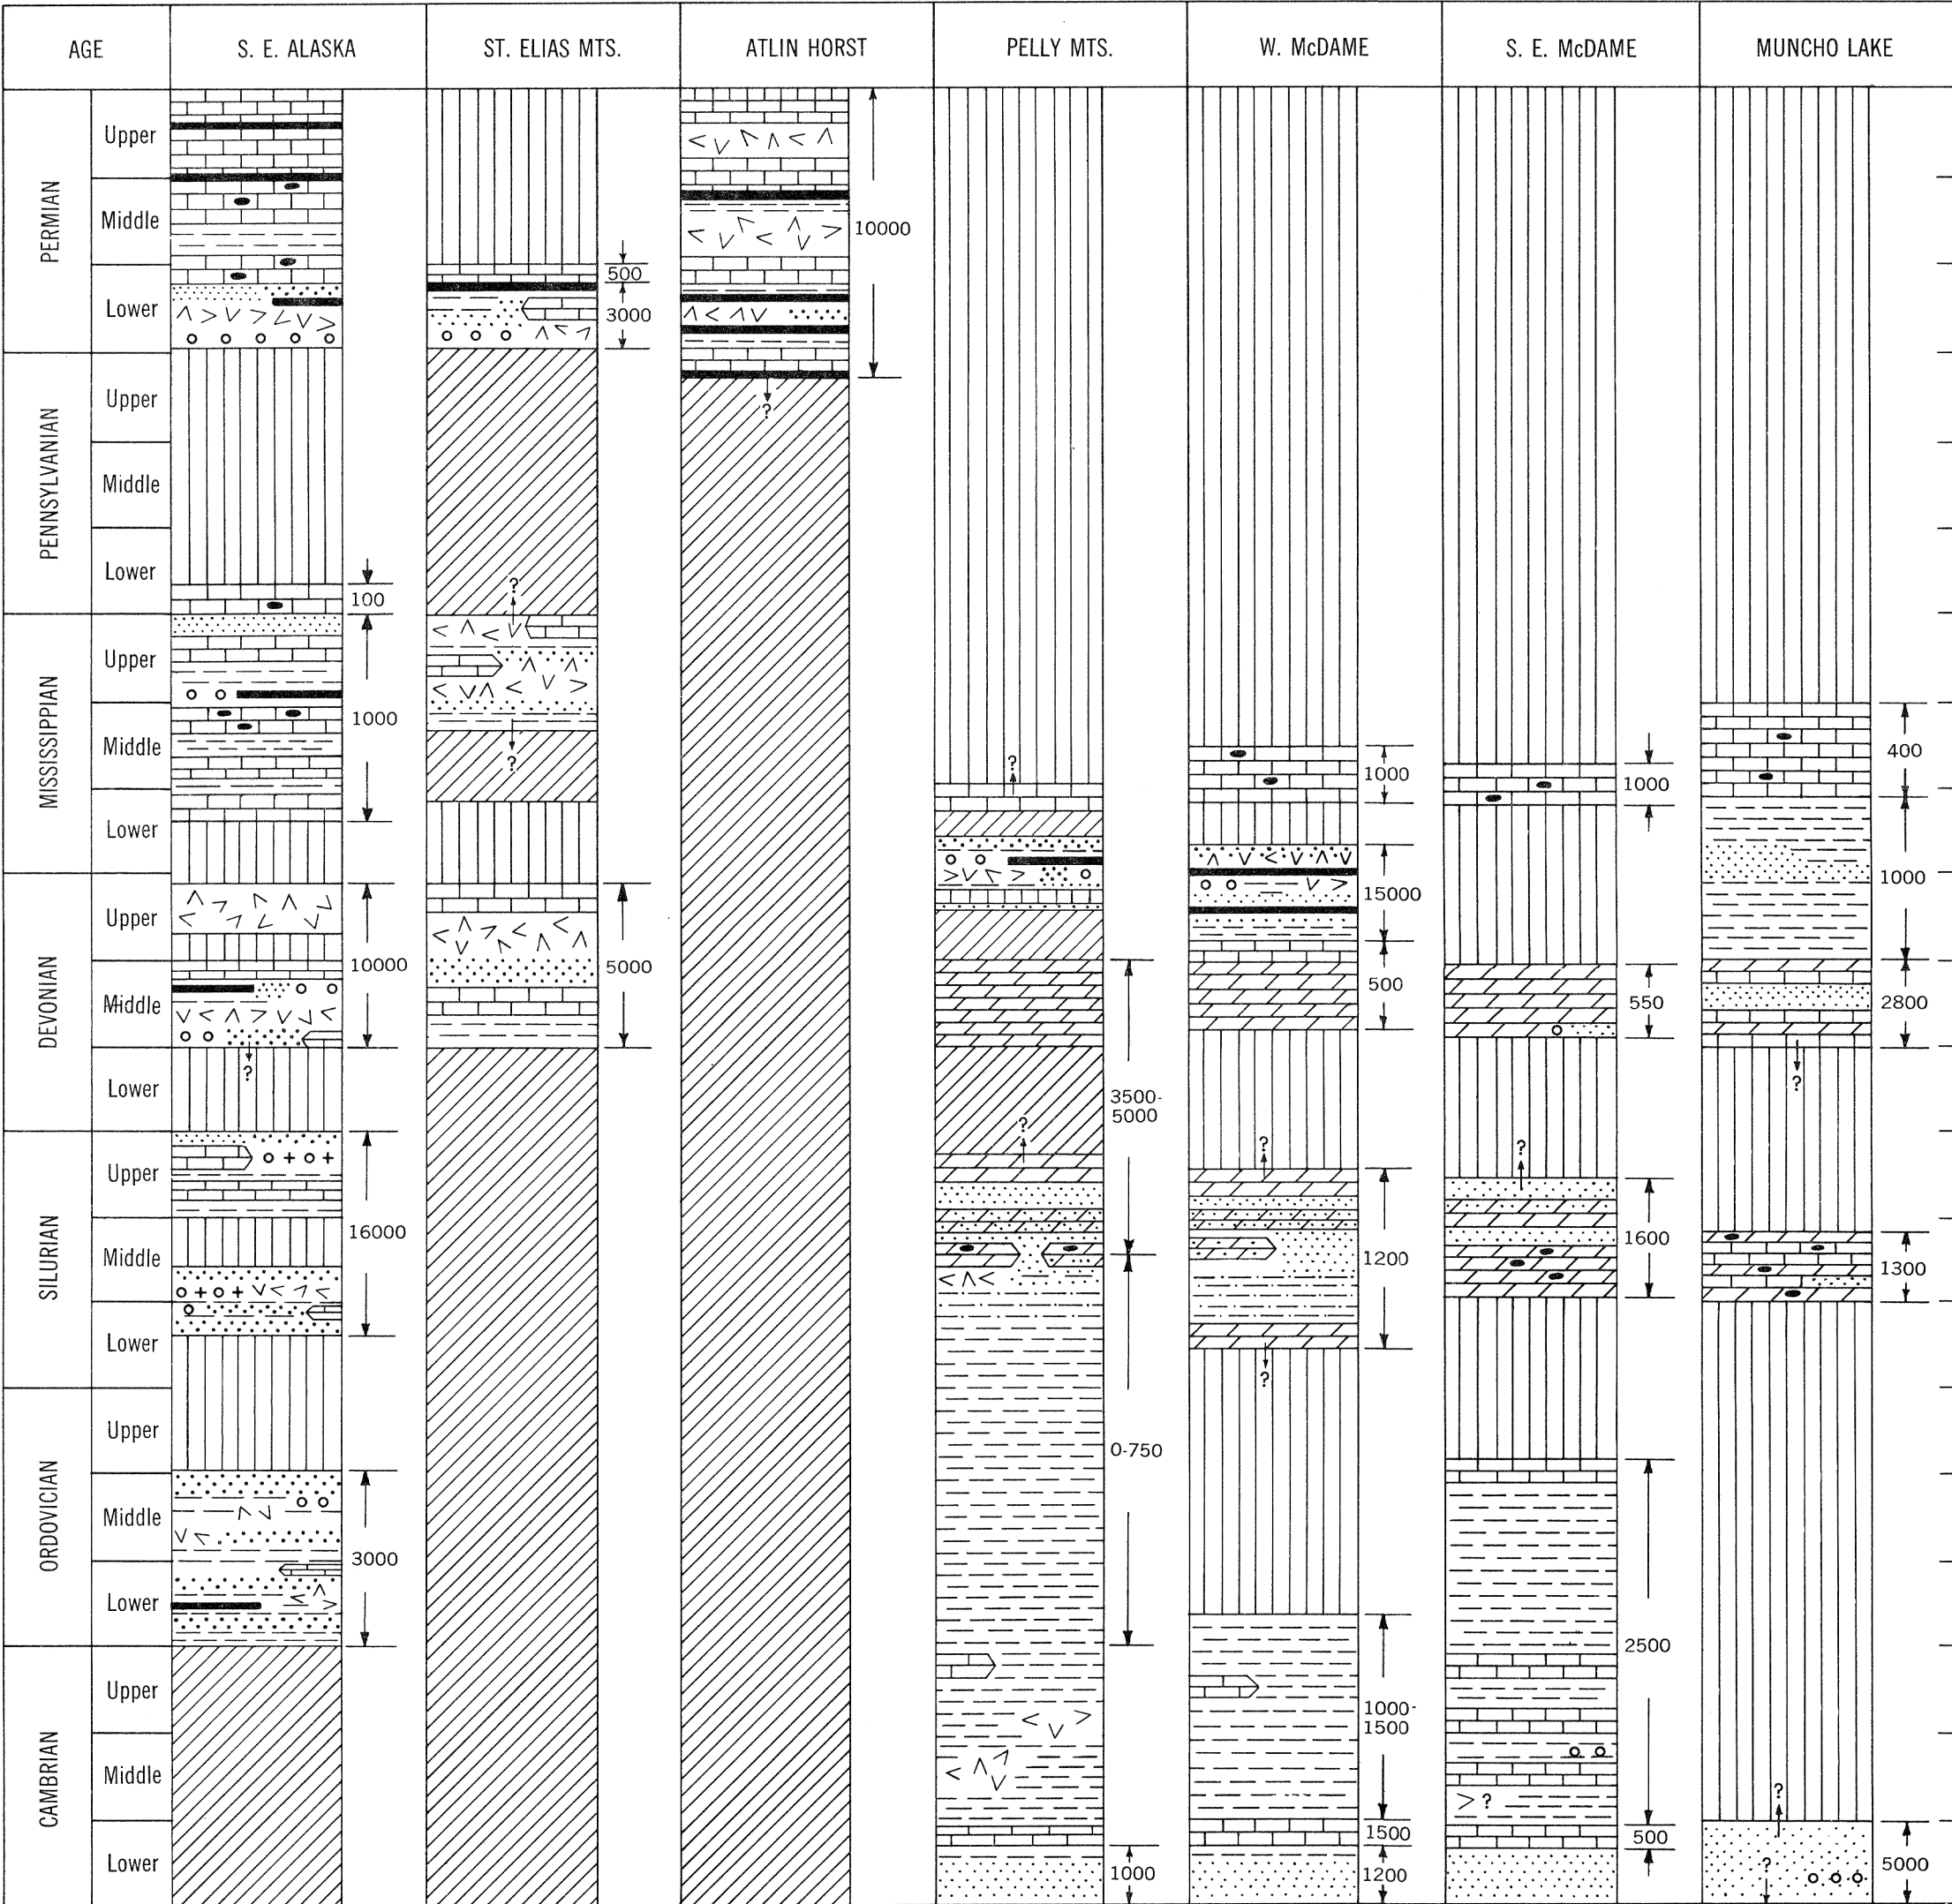 AGE
S. E. ALASKA
ST. ELIAS MTS.
ATLIN HORST
PELLY MTS.
W. McDAME
S. E. McDAME
MUNCHO LAKE
PERMIAN
Upper
Middle
10000
Lower
500
3000
PENNSYLVANIAN
Upper
?
Middle
Lower
?
100
MISSISSIPPIAN
Upper
Middle
1000
?
?
1000
1000
400
Lower
DEVONIAN
Upper
15000
1000
Middle
10000
5000
500
550
2800
Lower
?
?
3500-
5000
SILURIAN
Upper
?
?
?
Middle
16000
1200
1600
1300
Lower
?
ORDOVICIAN
Upper
0-750
Middle
3000
Lower
CAMBRIAN
Upper
1000-
1500
2500
Middle
?
?
Lower
1500
500
1000
1200
?
5000